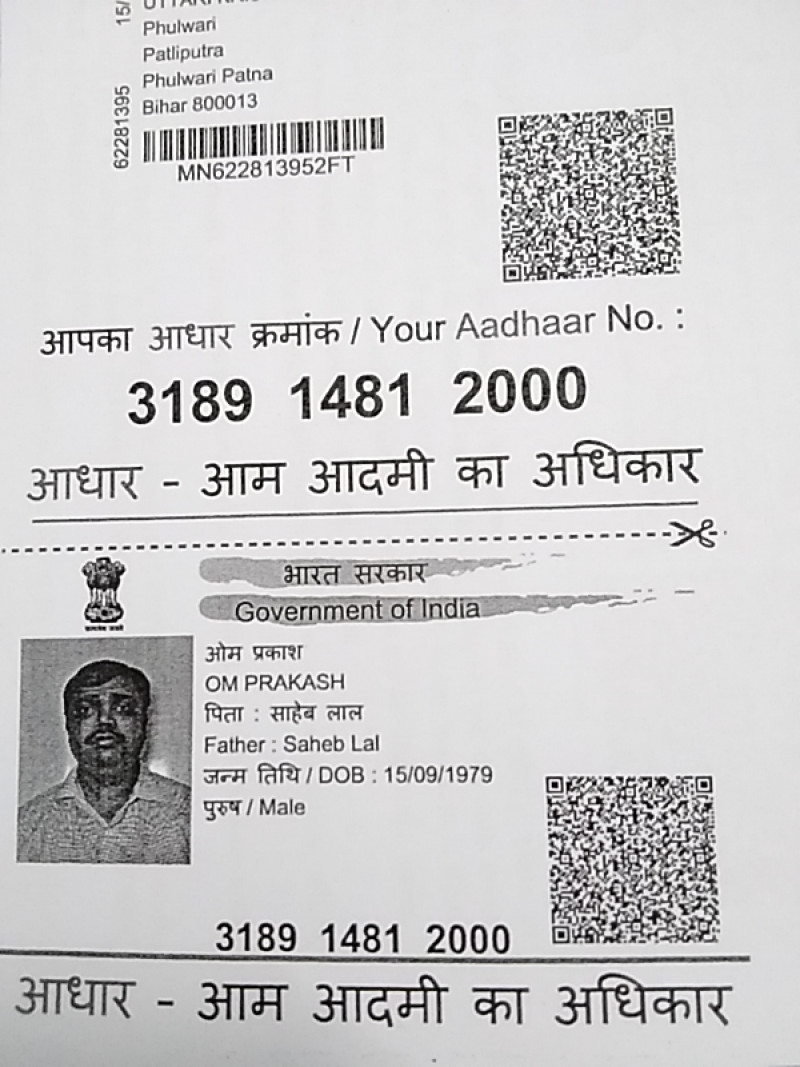 15/
Phulwari
Patliputra
Phulwari Patna
Bihar 800013
62281395
MN622813952FT
आपका आधार क्रमांक / Your Aadhaar No. :
3189 1481 2000
आधार - आम आदमी का अधिकार
भारत सरकार
Government of India
ओम प्रकाश
OM PRAKASH
पिता : साहेब लाल
Father : Saheb Lal
जन्म तिथि / DOB : 15/09/1979
पुरुष / Male
3189 1481 2000
आधार - आम आदमी का अधिकार